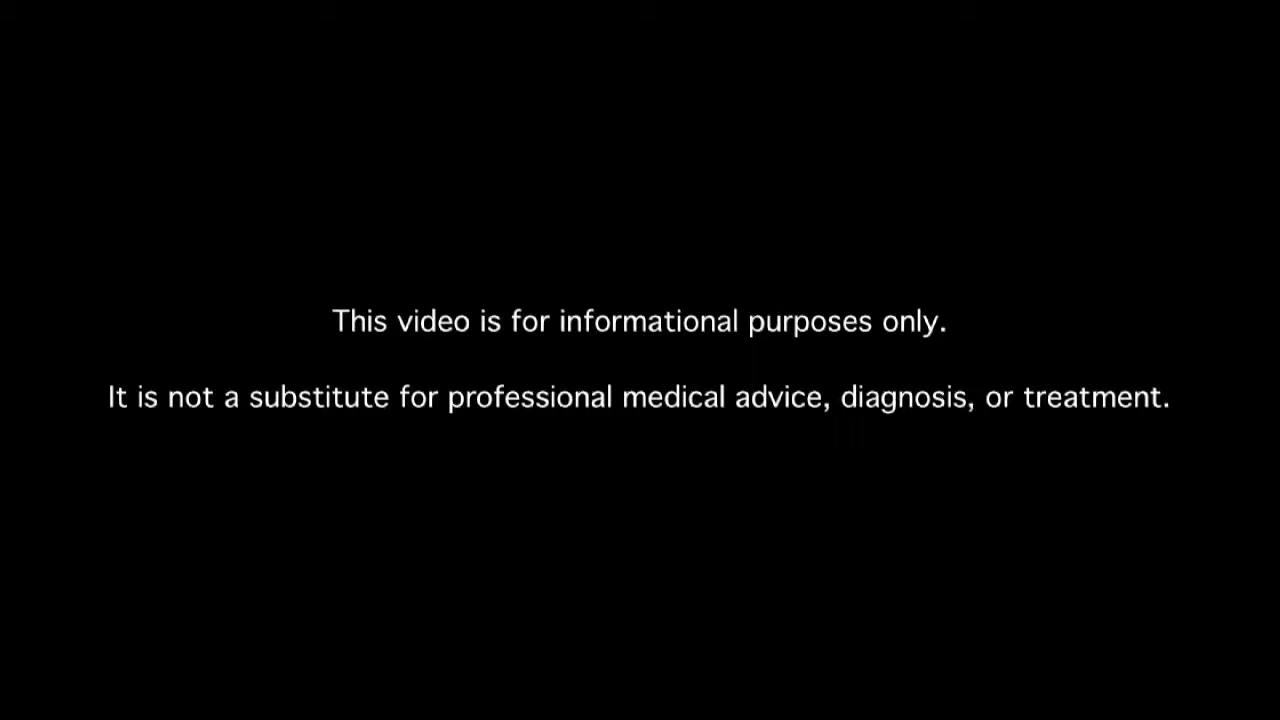 This video is for informational purposes only.
It is not a substitute for professional medical advice, diagnosis, or treatment.